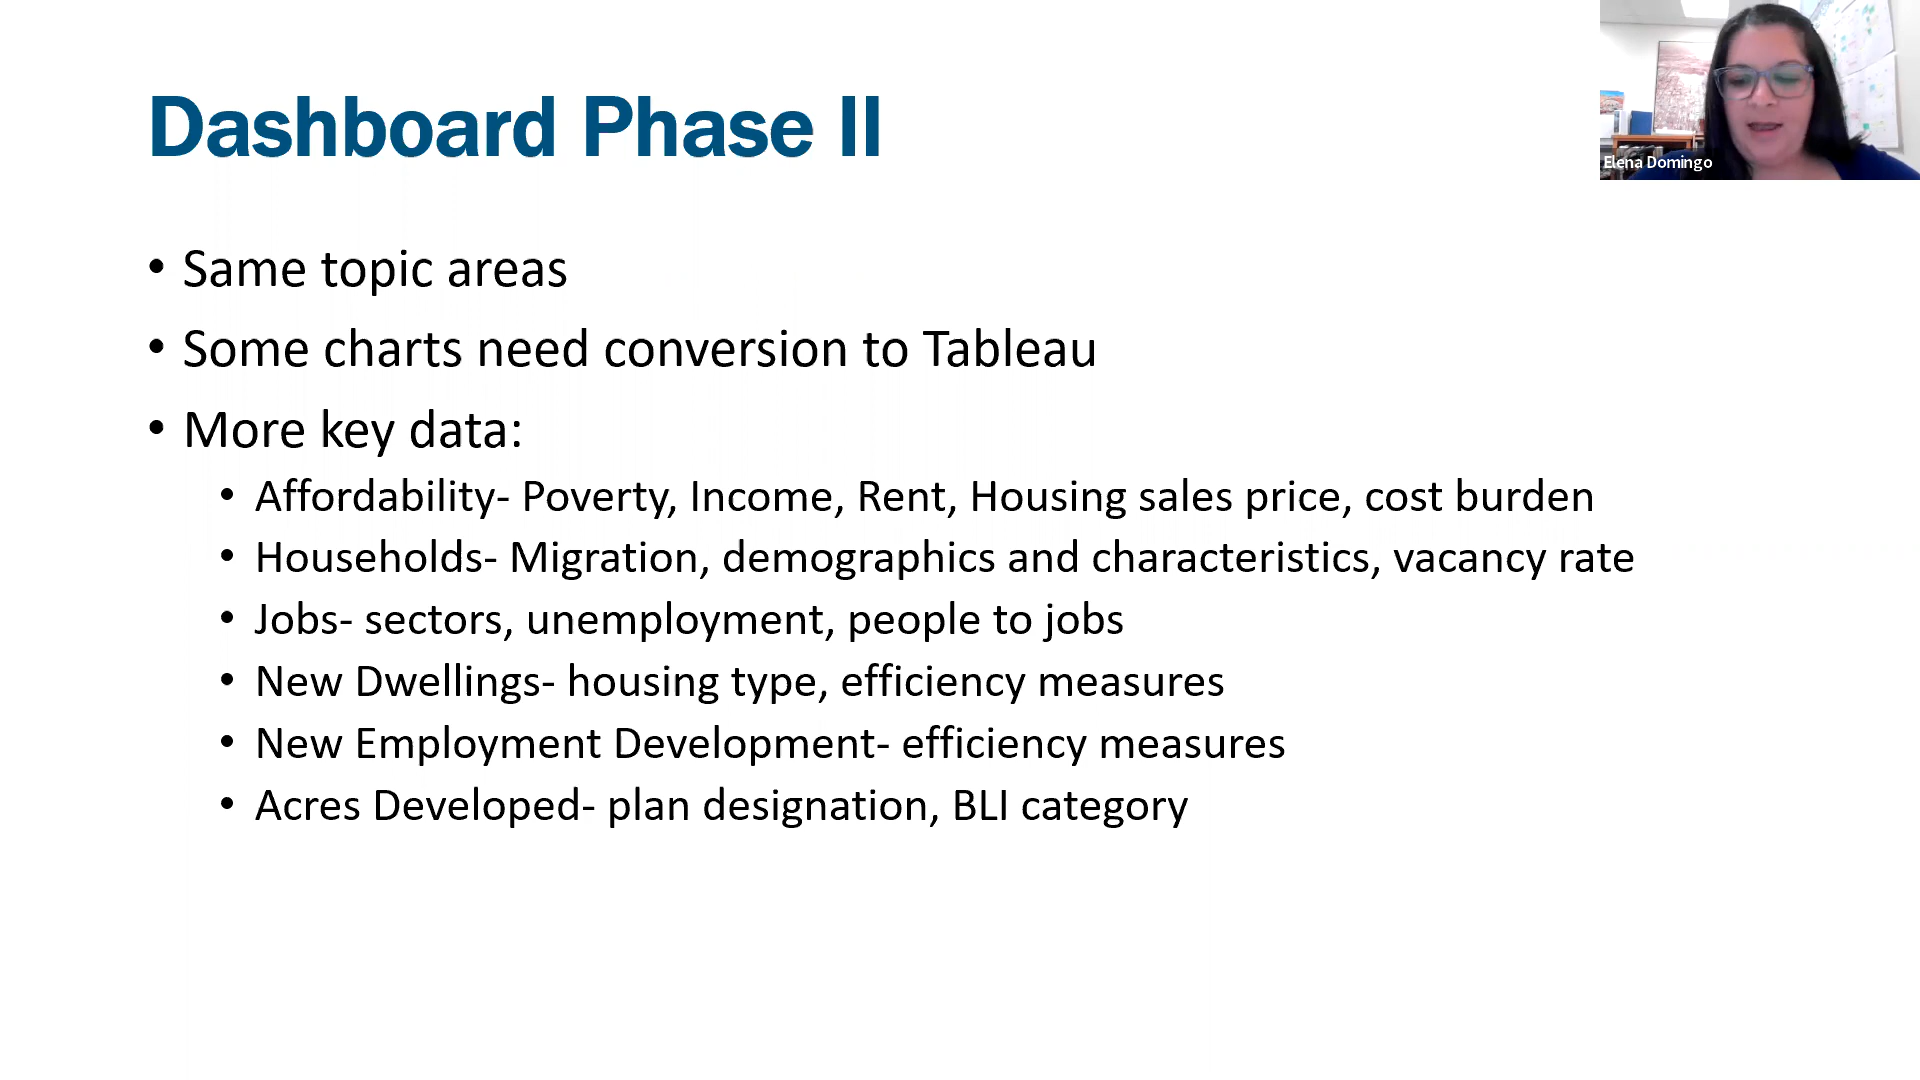 Dashboard Phase II
Elena Domingo
• Same topic areas
• Some charts need conversion to Tableau
• More key data:
• Affordability- Poverty, Income, Rent, Housing sales price, cost burden
• Households- Migration, demographics and characteristics, vacancy rate
• Jobs- sectors, unemployment, people to jobs
• New Dwellings- housing type, efficiency measures
• New Employment Development- efficiency measures
• Acres Developed- plan designation, BLI category